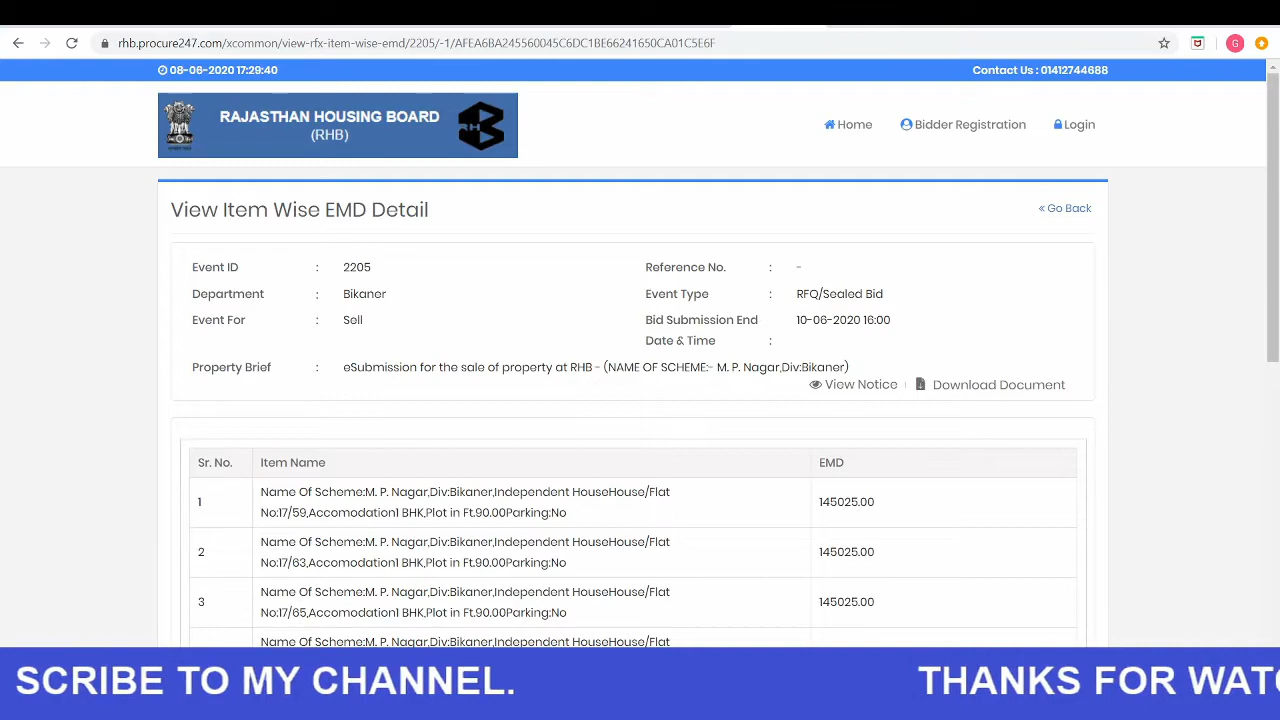 rhb.procure247.com/xcommon/view-rfx-item-wise-emd/2205/-1/AFEA6D245560045C6DC1BE66241650CA01C5E6F
G
08-06-2020 17:29:40 Contact Us : 01412744688
RAJASTHAN HOUSING BOARD
(RHB)
RHB
Home Bidder Registration Login
View Item Wise EMD Detail « Go Back
Event ID : 2205 Reference No. : -
Department : Bikaner Event Type : RFQ/Sealed Bid
Event For : Sell Bid Submission End 10-06-2020 16:00
Date & Time :
Property Brief : eSubmission for the sale of property at RHB - (NAME OF SCHEME:- M. P. Nagar,Div:Bikaner)
View Notice Download Document
Sr. No. Item Name EMD
Name Of Scheme:M. P. Nagar,Div:Bikaner,Independent HouseHouse/Flat
1 No:17/59,Accomodation1 BHK,Plot in Ft.90.00Parking:No 145025.00
Name Of Scheme:M. P. Nagar,Div:Bikaner,Independent HouseHouse/Flat
2 No:17/63,Accomodation1 BHK,Plot in Ft.90.00Parking:No 145025.00
Name Of Scheme:M. P. Nagar,Div:Bikaner,Independent HouseHouse/Flat
3 No:17/65,Accomodation1 BHK,Plot in Ft.90.00Parking:No 145025.00
Name Of Scheme:M. P. Nagar,Div:Bikaner,Independent HouseHouse/Flat
SCRIBE TO MY CHANNEL. THANKS FOR WAT